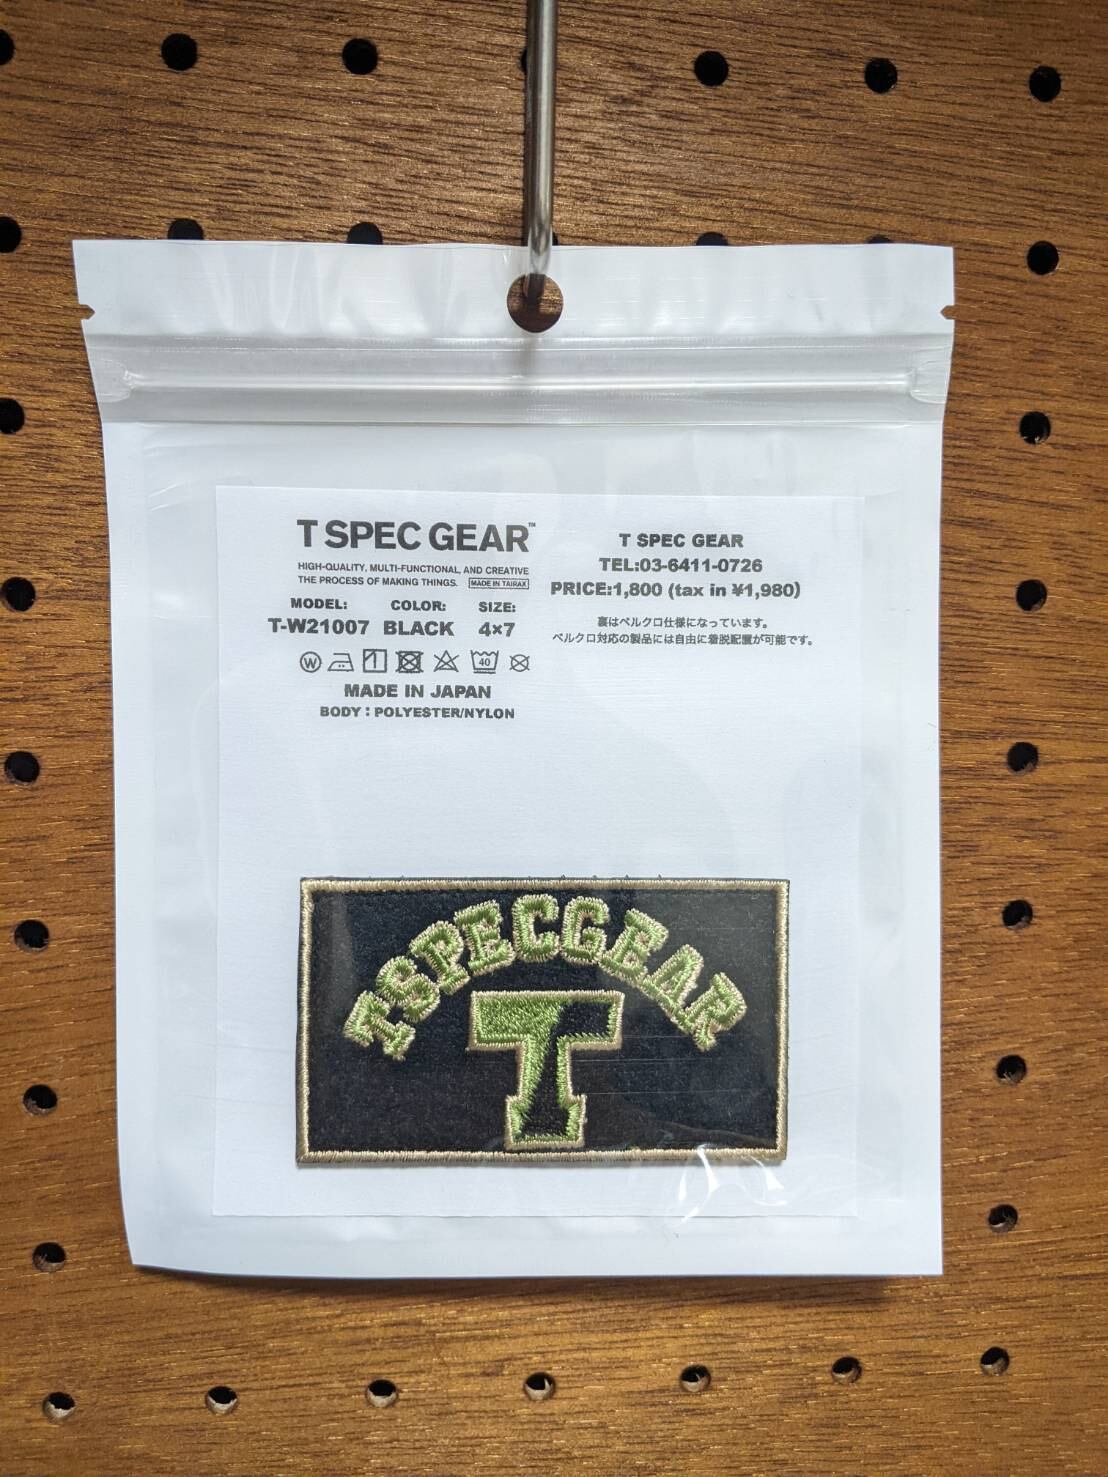 T SPEC GEAR™
HIGH-QUALITY, MULTI-FUNCTIONAL, AND CREATIVE
THE PROCESS OF MAKING THINGS. MADE IN TAIRAX
MODEL: COLOR: SIZE:
T-W21007 BLACK 4×7
W 1 40
MADE IN JAPAN
BODY：POLYESTER/NYLON
T SPEC GEAR
TEL:03-6411-0726
PRICE:1,800 (tax in ¥1,980)
裏はベルクロ仕様になっています。
ベルクロ対応の製品には自由に着脱配置が可能です。
TSPECGEAR
T